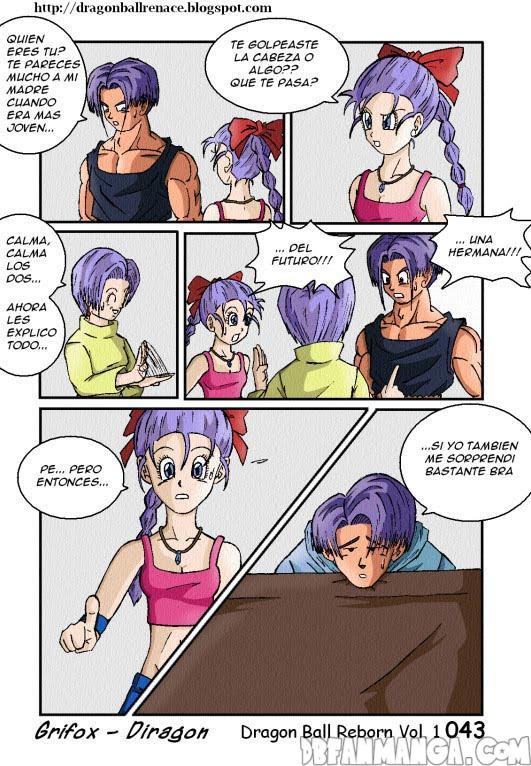 http://dragonballrenace.blogspot.com
QUIEN
ERES TU?
TE PARECES
MUCHO A MI
MADRE
CUANDO
ERA MAS
JOVEN...
TE GOLPEASTE
LA CABEZA O
ALGO??
QUE TE PASA?
CALMA,
CALMA
LOS
DOS...
AHORA
LES
EXPLICO
TODO...
... DEL
FUTURO!!!
... UNA
HERMANA!!!
PE... PERO
ENTONCES...
...SI YO TAMBIEN
ME SORPRENDI
BASTANTE BRA
Grifox - Diragon
Dragon Ball Reborn Vol. 1 043
DBFANMANGA.COM